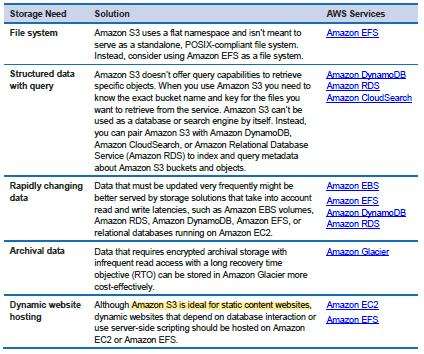 Storage Need Solution AWS Services
File system Amazon S3 uses a flat namespace and isn't meant to Amazon EFS
serve as a standalone, POSIX-compliant file system.
Instead, consider using Amazon EFS as a file system.
Structured data Amazon S3 doesn't offer query capabilities to retrieve Amazon DynamoDB
with query specific objects. When you use Amazon S3 you need to Amazon RDS
know the exact bucket name and key for the files you Amazon CloudSearch
want to retrieve from the service. Amazon S3 can't be
used as a database or search engine by itself. Instead,
you can pair Amazon S3 with Amazon DynamoDB,
Amazon CloudSearch, or Amazon Relational Database
Service (Amazon RDS) to index and query metadata
about Amazon S3 buckets and objects.
Rapidly changing Data that must be updated very frequently might be Amazon EBS
data better served by storage solutions that take into account Amazon EFS
read and write latencies, such as Amazon EBS volumes, Amazon DynamoDB
Amazon RDS, Amazon DynamoDB, Amazon EFS, or Amazon RDS
relational databases running on Amazon EC2.
Archival data Data that requires encrypted archival storage with Amazon Glacier
infrequent read access with a long recovery time
objective (RTO) can be stored in Amazon Glacier more
cost-effectively.
Dynamic website Although Amazon S3 is ideal for static content websites, Amazon EC2
hosting dynamic websites that depend on database interaction or Amazon EFS
use server-side scripting should be hosted on Amazon
EC2 or Amazon EFS.